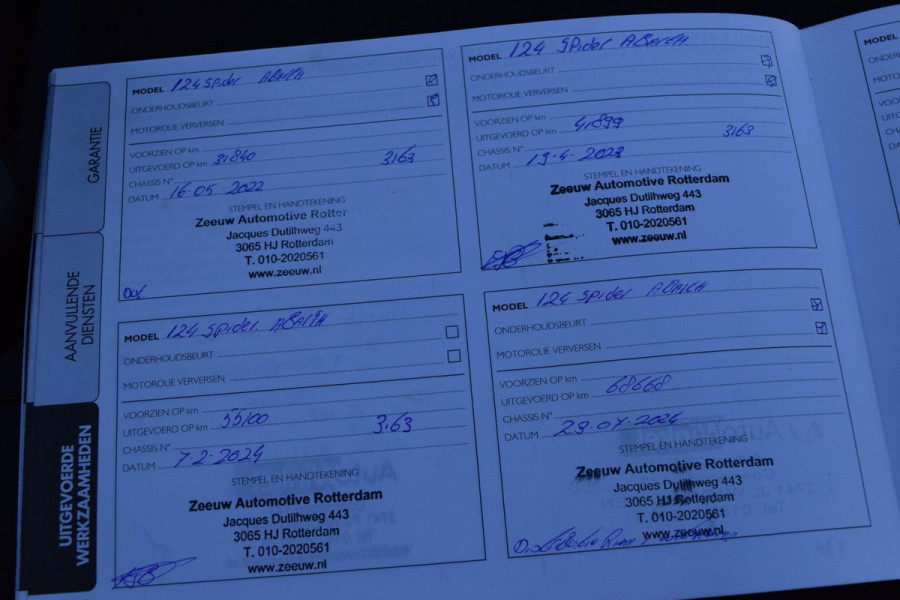 GARANTIE
AANVULLENDE
DIENSTEN
UITGEVOERDE
WERKZAAMHEDEN
MODEL 124 Spider ABARTH
ONDERHOUDSBEURT
MOTOROLIE VERVERSEN
VOORZIEN OP km
UITGEVOERD OP km 31840
CHASSIS N° 3163
DATUM 16-05-2022
STEMPEL EN HANDTEKENING
Zeeuw Automotive Rotter
Jacques Dutilhweg 443
3065 HJ Rotterdam
T. 010-2020561
www.zeeuw.nl
MODEL 124 Spider ABARTH
ONDERHOUDSBEURT
MOTOROLIE VERVERSEN
VOORZIEN OP km
UITGEVOERD OP km 41899
CHASSIS N° 3163
DATUM 19-4-2023
STEMPEL EN HANDTEKENING
Zeeuw Automotive Rotterdam
Jacques Dutilhweg 443
3065 HJ Rotterdam
T. 010-2020561
www.zeeuw.nl
MODEL 124 Spider ABARTH
ONDERHOUDSBEURT
MOTOROLIE VERVERSEN
VOORZIEN OP km
UITGEVOERD OP km 55100
CHASSIS N° 3163
DATUM 7-2-2024
STEMPEL EN HANDTEKENING
Zeeuw Automotive Rotterdam
Jacques Dutilhweg 443
3065 HJ Rotterdam
T. 010-2020561
www.zeeuw.nl
MODEL 124 Spider ABARTH
ONDERHOUDSBEURT
MOTOROLIE VERVERSEN
VOORZIEN OP km
UITGEVOERD OP km 68668
CHASSIS N°
DATUM 23-04-2026
STEMPEL EN HANDTEKENING
Zeeuw Automotive Rotterdam
Jacques Dutilhweg 443
3065 HJ Rotterdam
T. 010-2020561
www.zeeuw.nl
MODEL